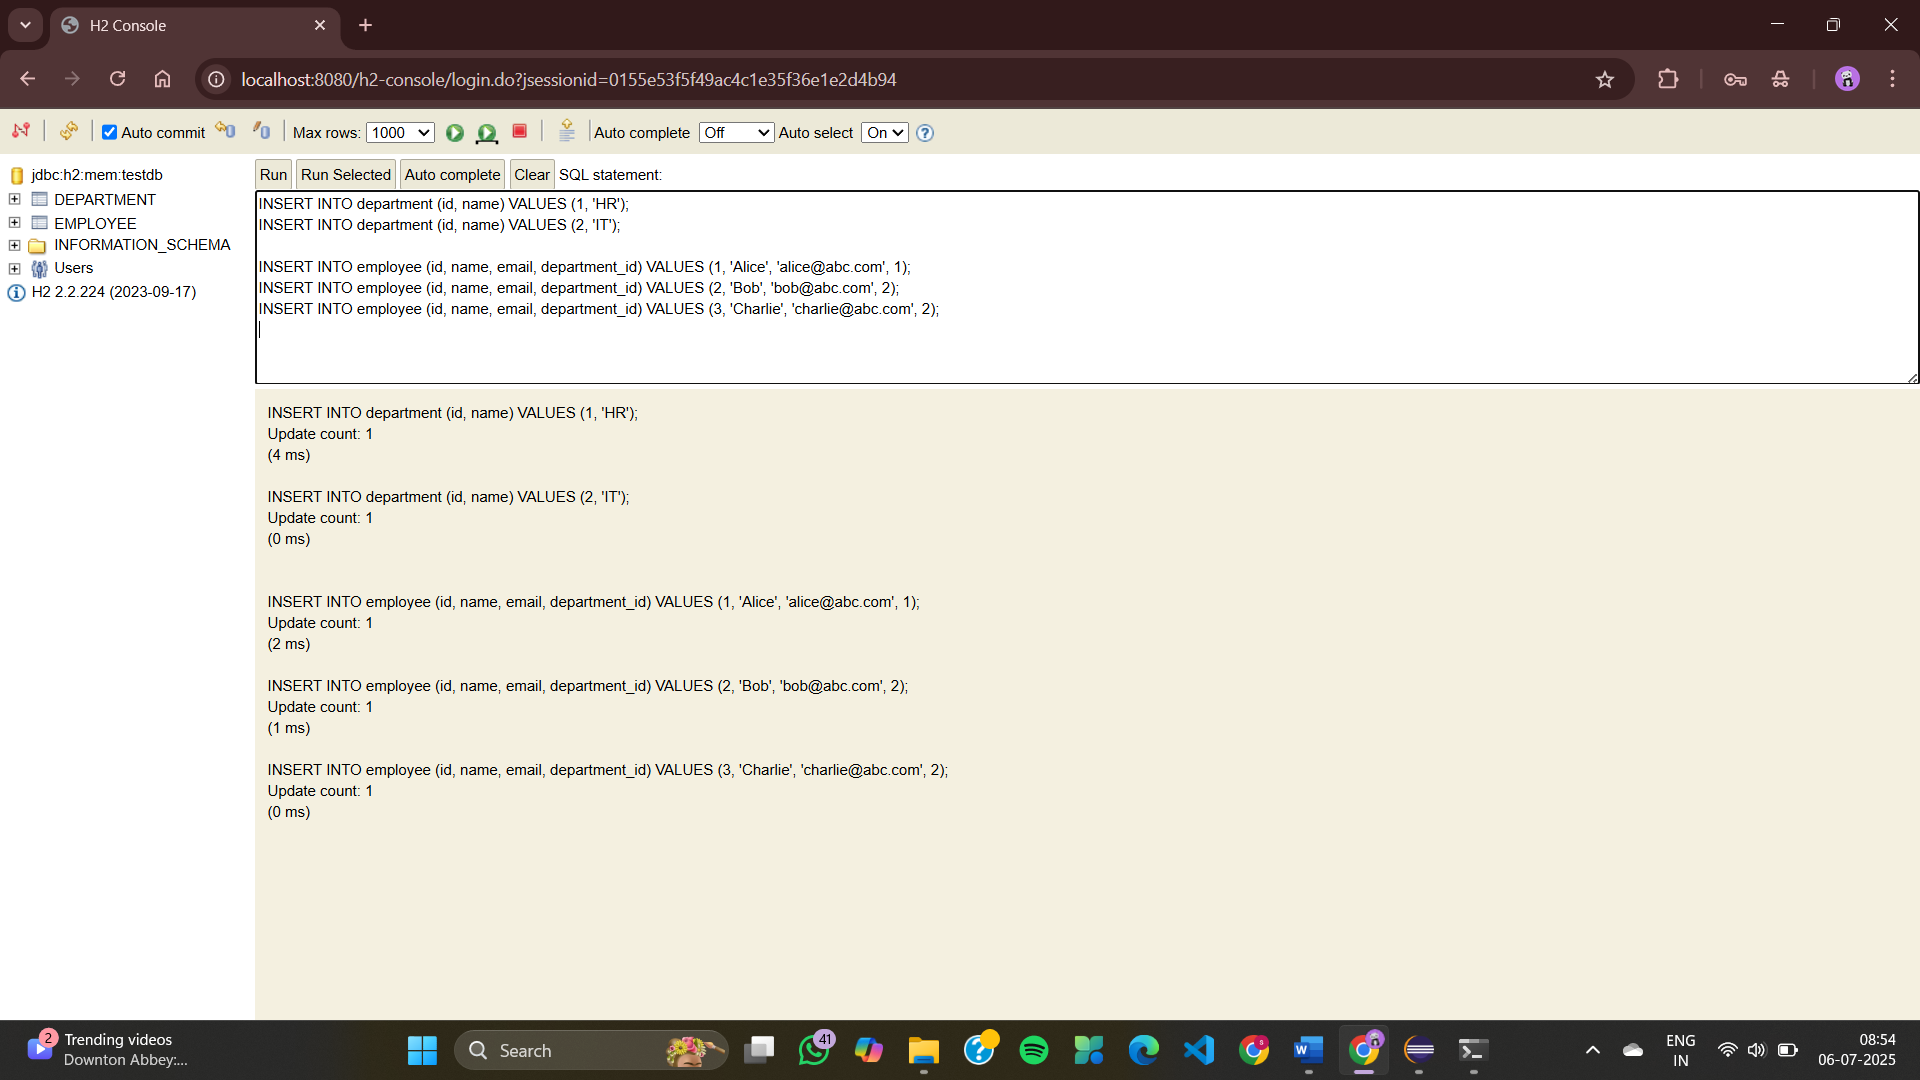 H2 Console
localhost:8080/h2-console/login.do?jsessionid=0155e53f5f49ac4c1e35f36e1e2d4b94
Auto commit Max rows: 1000 Auto complete Off Auto select On
jdbc:h2:mem:testdb
DEPARTMENT
EMPLOYEE
INFORMATION_SCHEMA
Users
H2 2.2.224 (2023-09-17)
Run Run Selected Auto complete Clear SQL statement:
INSERT INTO department (id, name) VALUES (1, 'HR');
INSERT INTO department (id, name) VALUES (2, 'IT');
INSERT INTO employee (id, name, email, department_id) VALUES (1, 'Alice', 'alice@abc.com', 1);
INSERT INTO employee (id, name, email, department_id) VALUES (2, 'Bob', 'bob@abc.com', 2);
INSERT INTO employee (id, name, email, department_id) VALUES (3, 'Charlie', 'charlie@abc.com', 2);
INSERT INTO department (id, name) VALUES (1, 'HR');
Update count: 1
(4 ms)
INSERT INTO department (id, name) VALUES (2, 'IT');
Update count: 1
(0 ms)
INSERT INTO employee (id, name, email, department_id) VALUES (1, 'Alice', 'alice@abc.com', 1);
Update count: 1
(2 ms)
INSERT INTO employee (id, name, email, department_id) VALUES (2, 'Bob', 'bob@abc.com', 2);
Update count: 1
(1 ms)
INSERT INTO employee (id, name, email, department_id) VALUES (3, 'Charlie', 'charlie@abc.com', 2);
Update count: 1
(0 ms)
2
Trending videos
Downton Abbey:...
Search
41
ENG
IN
08:54
06-07-2025